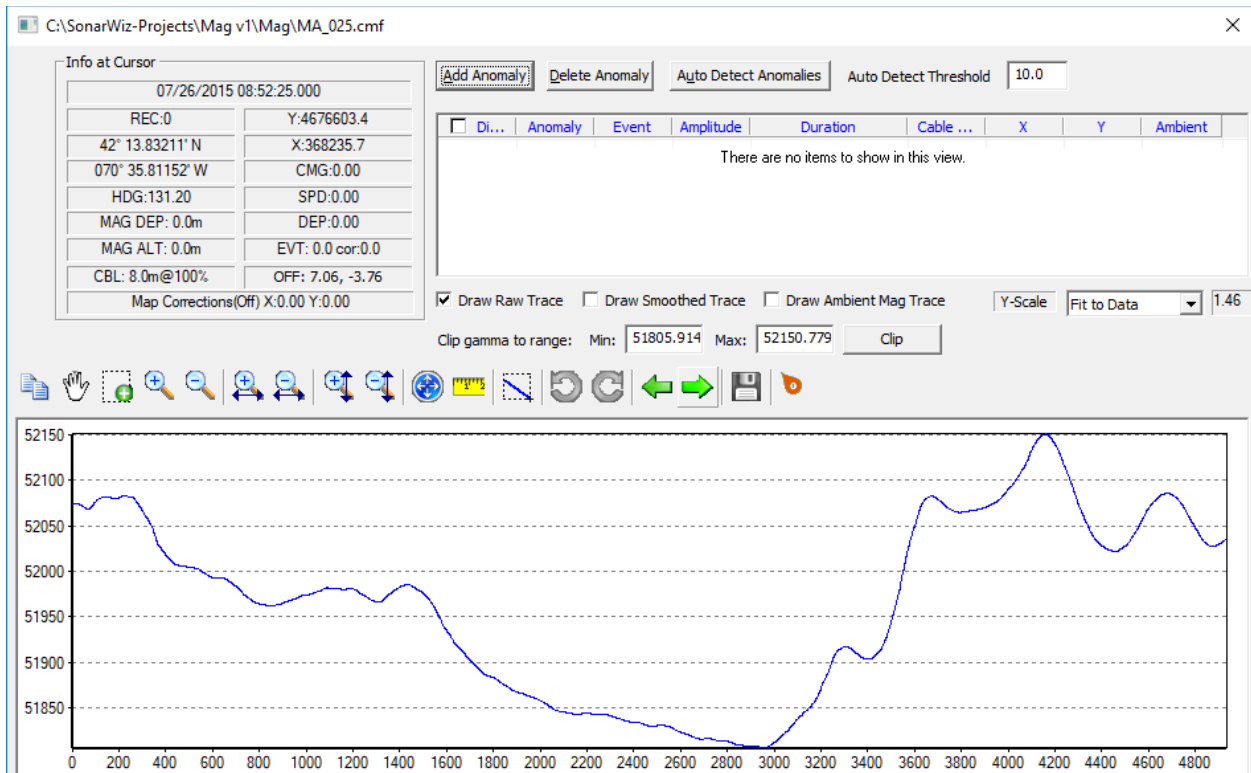 C:\SonarWiz-Projects\Mag v1\Mag\MA_025.cmf
Info at Cursor
07/26/2015 08:52:25.000
REC:0 Y:4676603.4
42° 13.83211' N X:368235.7
070° 35.81152' W CMG:0.00
HDG:131.20 SPD:0.00
MAG DEP: 0.0m DEP:0.00
MAG ALT: 0.0m EVT: 0.0 cor:0.0
CBL: 8.0m@100% OFF: 7.06, -3.76
Map Corrections(Off) X:0.00 Y:0.00
Add Anomaly Delete Anomaly Auto Detect Anomalies Auto Detect Threshold 10.0
Di... Anomaly Event Amplitude Duration Cable ... X Y Ambient
There are no items to show in this view.
Draw Raw Trace Draw Smoothed Trace Draw Ambient Mag Trace Y-Scale Fit to Data 1.46
Clip gamma to range: Min: 51805.914 Max: 52150.779 Clip
52150
52100
52050
52000
51950
51900
51850
0 200 400 600 800 1000 1200 1400 1600 1800 2000 2200 2400 2600 2800 3000 3200 3400 3600 3800 4000 4200 4400 4600 4800